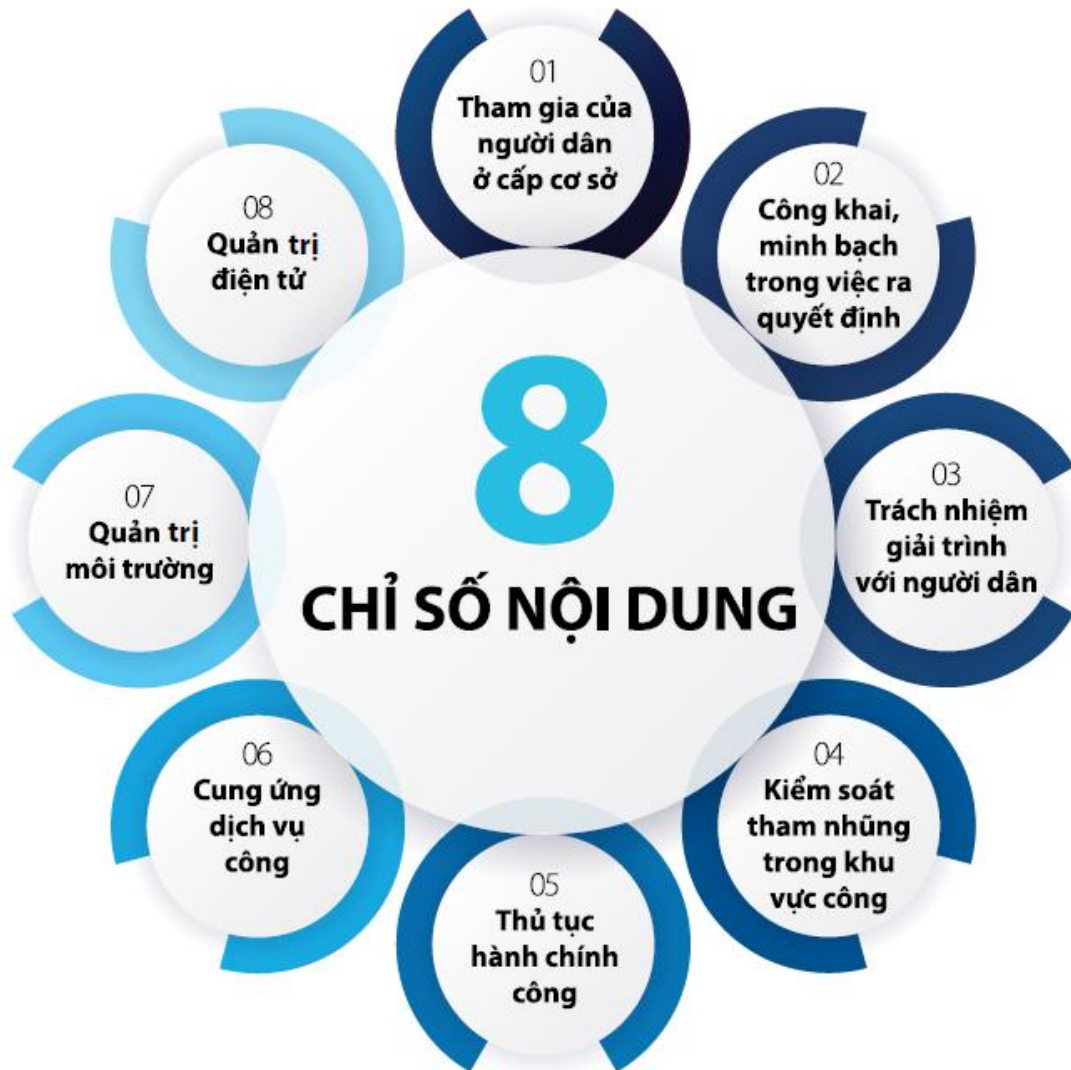 01
Tham gia của
người dân
ở cấp cơ sở
02
Công khai,
minh bạch
trong việc ra
quyết định
03
Trách nhiệm
giải trình
với người dân
04
Kiểm soát
tham nhũng
trong khu
vực công
05
Thủ tục
hành chính
công
06
Cung ứng
dịch vụ
công
07
Quản trị
môi trường
08
Quản trị
điện tử
8
CHỈ SỐ NỘI DUNG